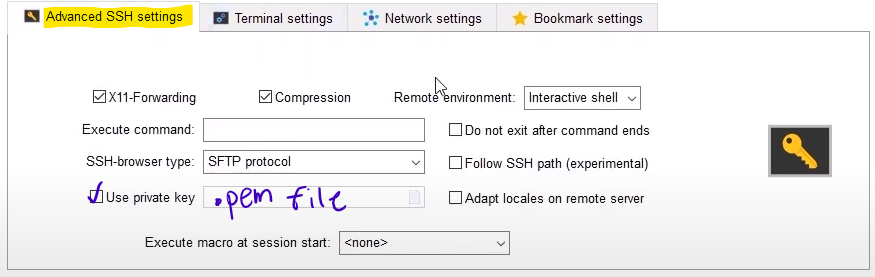 Advanced SSH settings Terminal settings Network settings Bookmark settings
X11-Forwarding Compression Remote environment: Interactive shell
Execute command: Do not exit after command ends
SSH-browser type: SFTP protocol Follow SSH path (experimental)
Use private key .pem file Adapt locales on remote server
Execute macro at session start: <none>